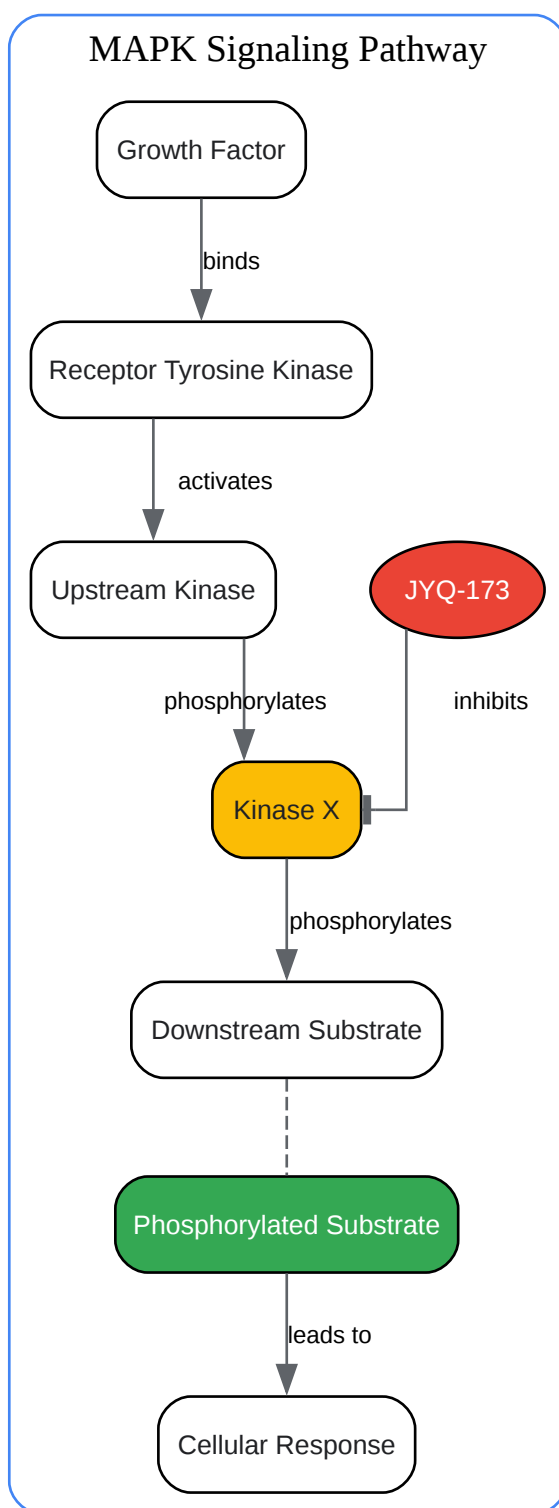 MAPK Signaling Pathway
Growth Factor
binds
Receptor Tyrosine Kinase
activates
Upstream Kinase
JYQ-173
phosphorylates
inhibits
Kinase X
phosphorylates
Downstream Substrate
Phosphorylated Substrate
leads to
Cellular Response